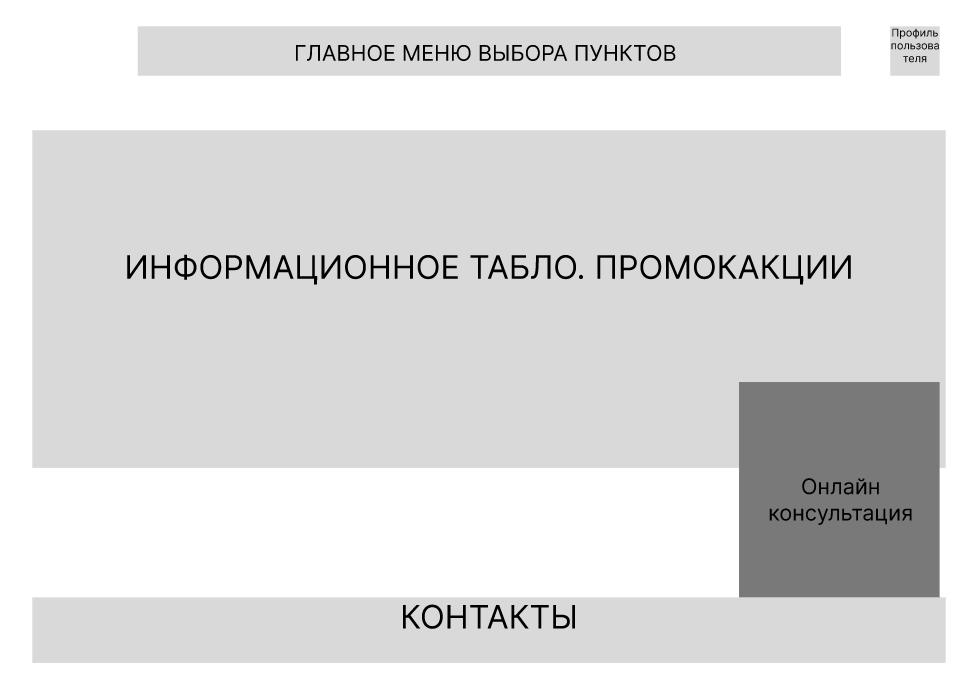 ГЛАВНОЕ МЕНЮ ВЫБОРА ПУНКТОВ
Профиль
пользова
теля
ИНФОРМАЦИОННОЕ ТАБЛО. ПРОМОКАКЦИИ
Онлайн
консультация
КОНТАКТЫ